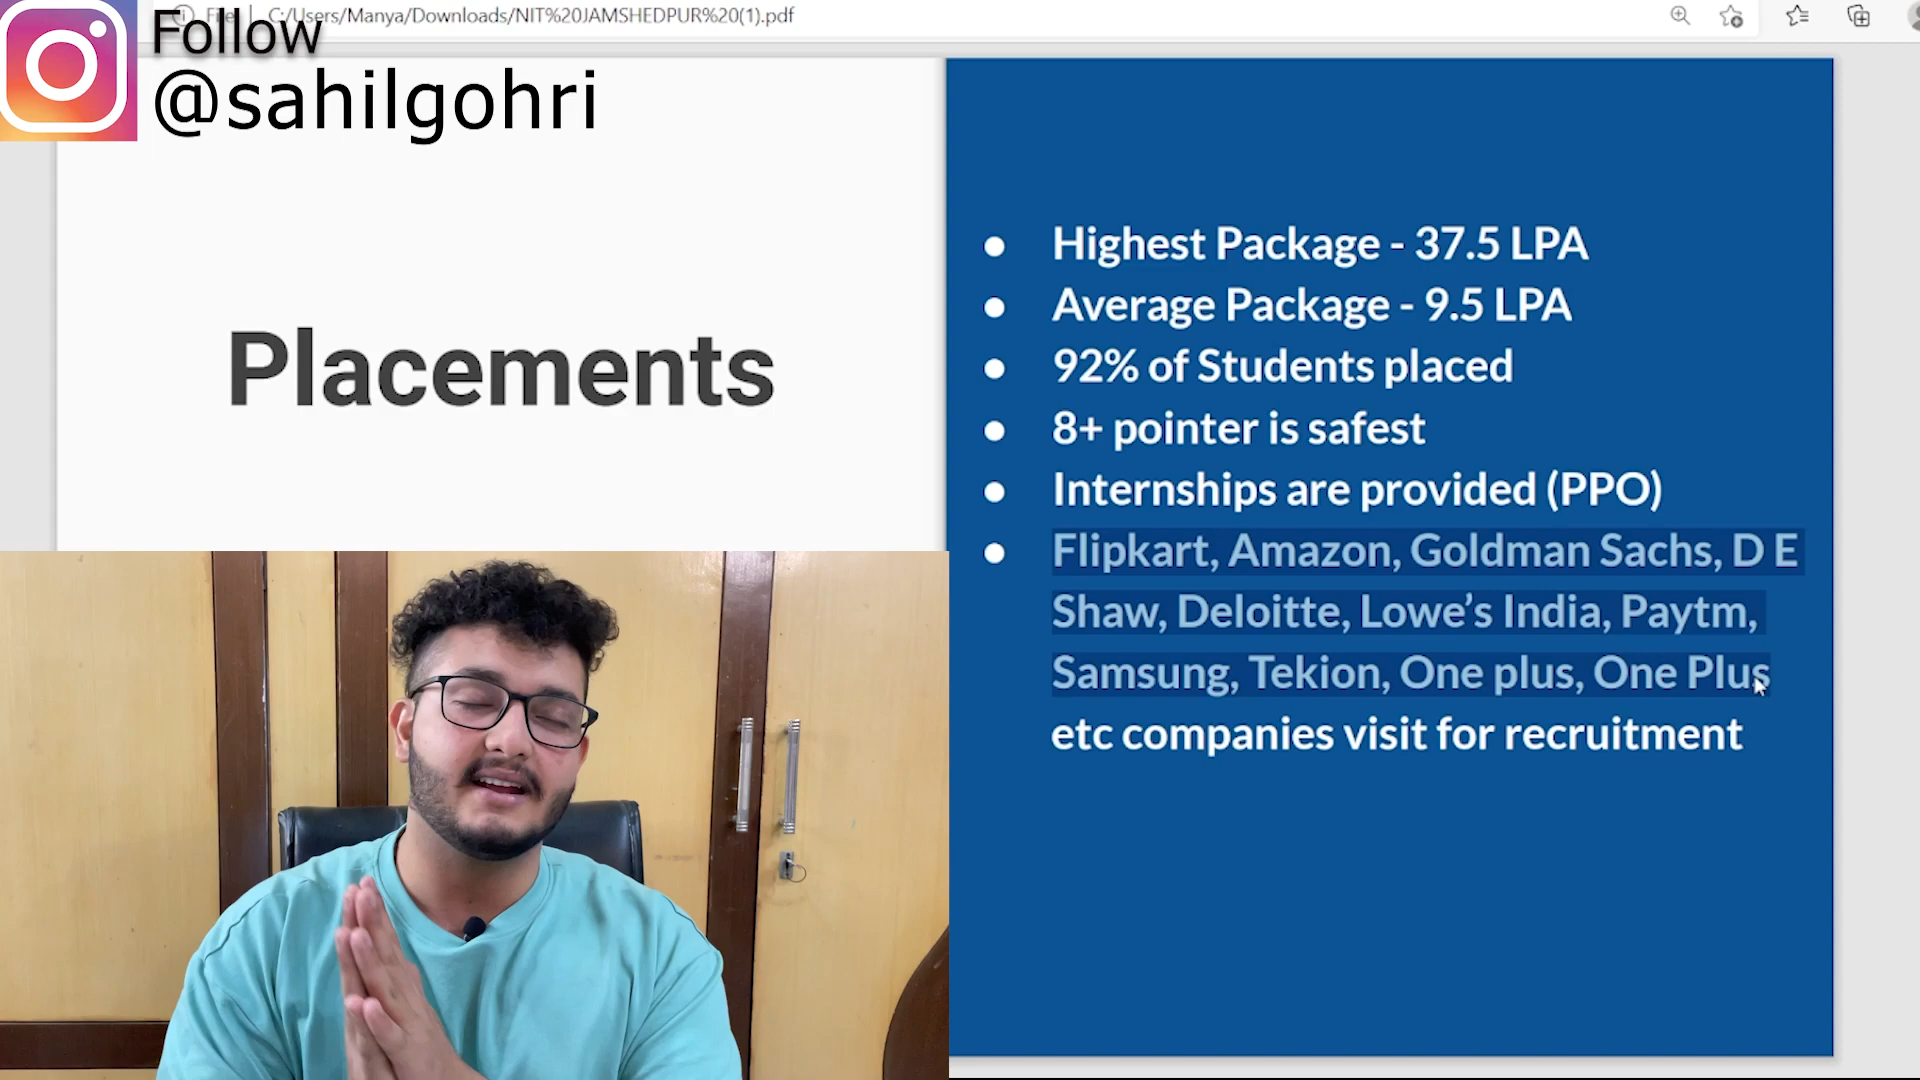 File C:/Users/Manya/Downloads/NIT%20JAMSHEDPUR%20(1).pdf
Follow
@sahilgohri
Placements
Highest Package - 37.5 LPA
Average Package - 9.5 LPA
92% of Students placed
8+ pointer is safest
Internships are provided (PPO)
Flipkart, Amazon, Goldman Sachs, D E
Shaw, Deloitte, Lowe’s India, Paytm,
Samsung, Tekion, One plus, One Plus
etc companies visit for recruitment